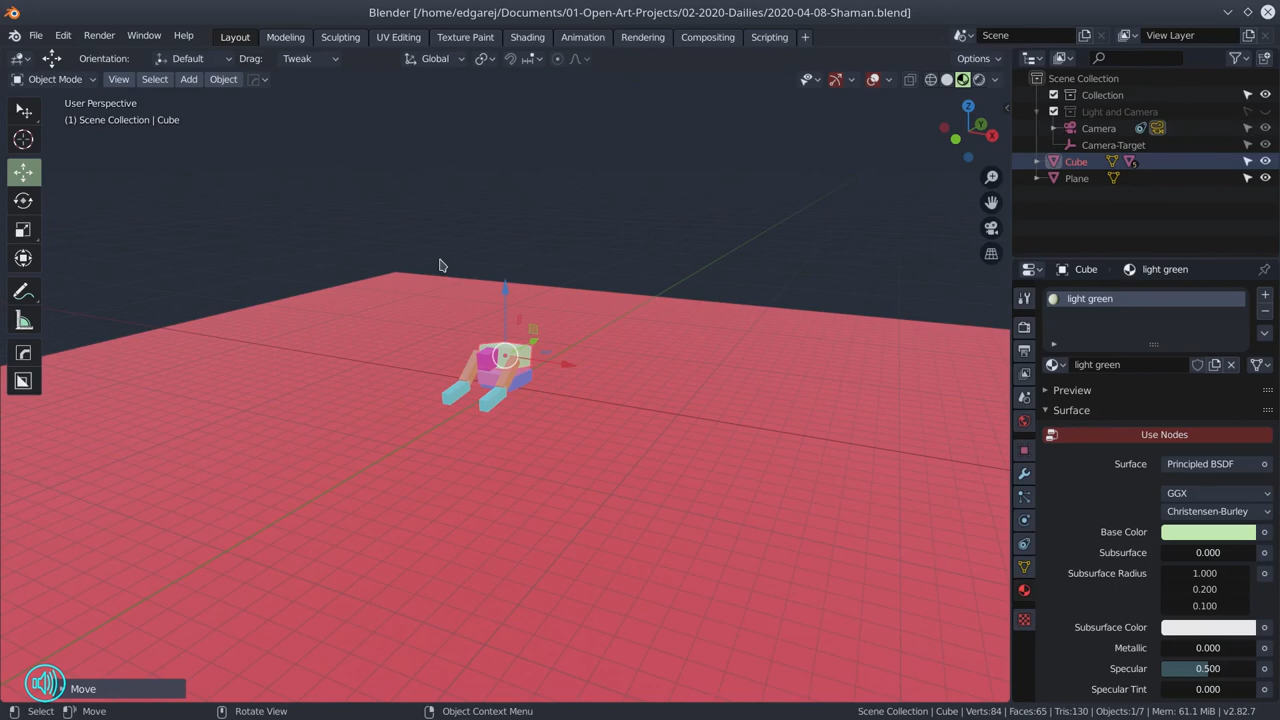 Blender [/home/edgarej/Documents/01-Open-Art-Projects/02-2020-Dailies/2020-04-08-Shaman.blend]
File Edit Render Window Help Layout Modeling Sculpting UV Editing Texture Paint Shading Animation Rendering Compositing Scripting + Scene View Layer
Orientation: Default Drag: Tweak Global Options
Object Mode View Select Add Object
User Perspective
(1) Scene Collection | Cube
Z
Y
X
Scene Collection
Collection
Light and Camera
Camera
Camera-Target
Cube 5
Plane
Cube light green
light green
light green
Preview
Surface
Use Nodes
Surface Principled BSDF
GGX
Christensen-Burley
Base Color
Subsurface 0.000
Subsurface Radius 1.000
0.200
0.100
Subsurface Color
Metallic 0.000
Specular 0.500
Specular Tint 0.000
Move
Select Move Rotate View Object Context Menu Scene Collection | Cube | Verts:84 | Faces:65 | Tris:130 | Objects:1/7 | Mem: 61.1 MiB | v2.82.7